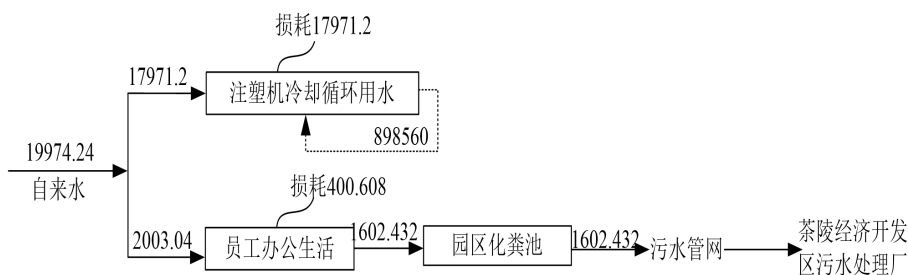 损耗17971.2
17971.2
注塑机冷却循环用水
898560
19974.24
自来水
损耗400.608
2003.04
员工办公生活
1602.432
园区化粪池
1602.432
污水管网
茶陵经济开发
区污水处理厂